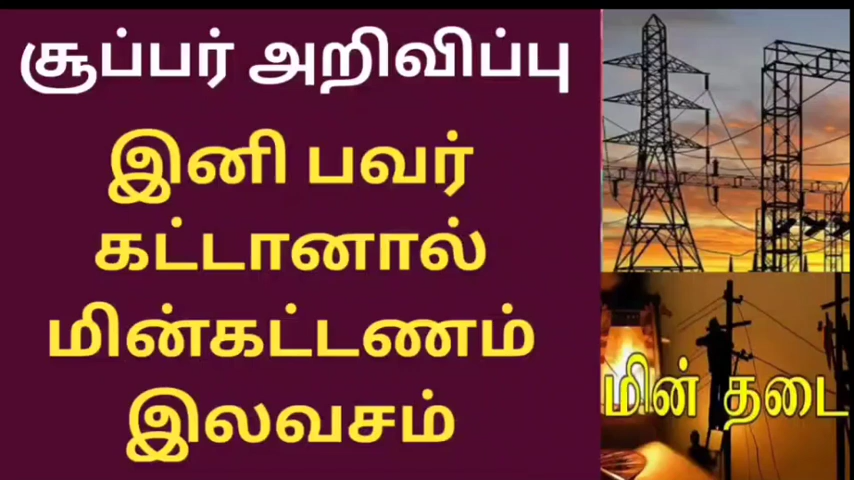 சூப்பர் அறிவிப்பு
இனி பவர்
கட்டானால்
மின்கட்டணம்
இலவசம்
மின் தடை